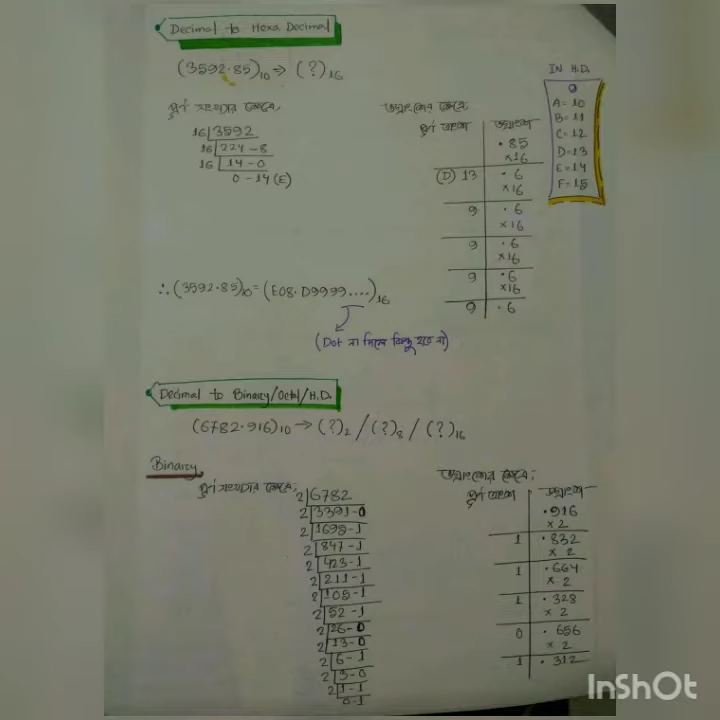 Decimal to Hexa Decimal
(3592.85)₁₀ → (?)₁₆
IN H.D.
A=10
B=11
C=12
D=13
E=14
F=15
পূর্ণ সংখ্যার ক্ষেত্রে,
16 3592
16 224 - 8
16 14 - 0
0 - 14 (E)
ভগ্নাংশের ক্ষেত্রে,
পূর্ণ অংশ ভগ্নাংশ
.85
×16
(D) 13 .6
×16
9 .6
×16
9 .6
×16
9 .6
×16
9 .6
∴ (3592.85)₁₀ = (E08.D9999....)₁₆
(Dot না দিলে কিন্তু হবে না)
Decimal to Binary/Octal/H.D.
(6782.916)₁₀ → (?)₂ / (?)₈ / (?)₁₆
Binary
পূর্ণ সংখ্যার ক্ষেত্রে,
2 6782
2 3391-0
2 1695-1
2 847-1
2 423-1
2 211-1
2 105-1
2 52-1
2 26-0
2 13-0
2 6-1
2 3-0
2 1-1
0-1
ভগ্নাংশের ক্ষেত্রে,
পূর্ণ অংশ ভগ্নাংশ
.916
×2
1 .832
×2
1 .664
×2
1 .328
×2
0 .656
×2
1 .312
InShOt